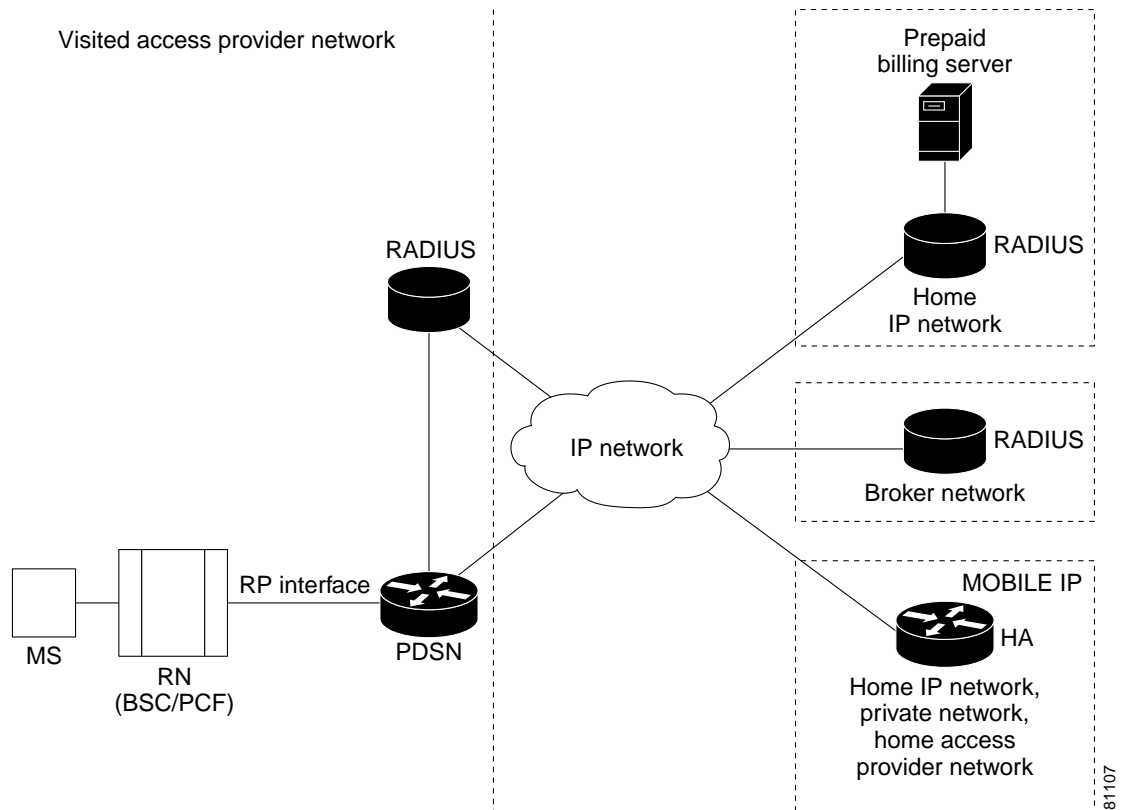 Visited access provider network
Prepaid
billing server
RADIUS
RADIUS
Home
IP network
IP network
RADIUS
Broker network
RP interface
MS
RN
(BSC/PCF)
PDSN
MOBILE IP
HA
Home IP network,
private network,
home access
provider network
81107